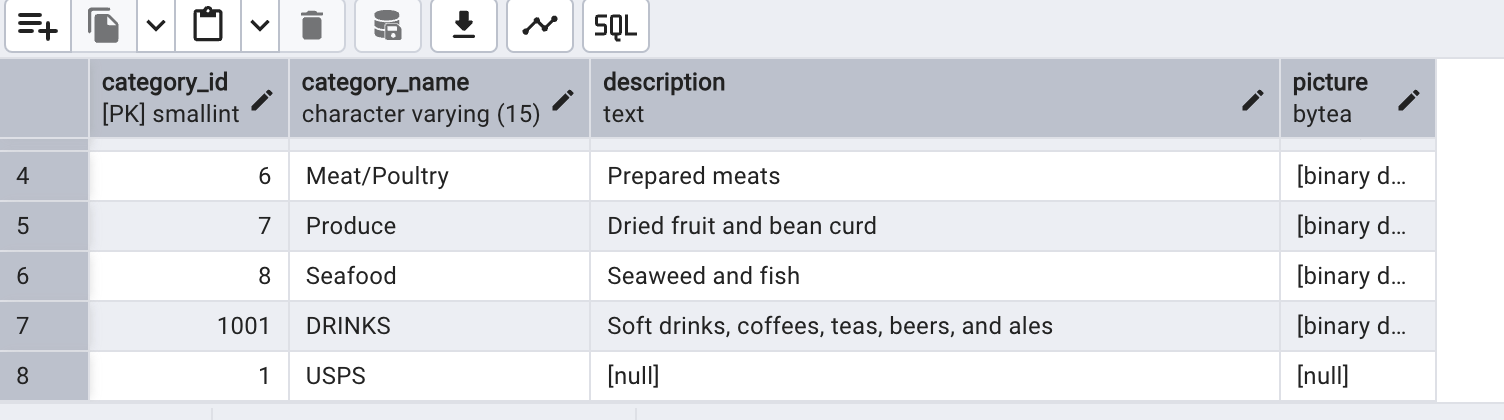 SQL
category_id category_name description picture
[PK] smallint character varying (15) text bytea
4 6 Meat/Poultry Prepared meats [binary d...
5 7 Produce Dried fruit and bean curd [binary d...
6 8 Seafood Seaweed and fish [binary d...
7 1001 DRINKS Soft drinks, coffees, teas, beers, and ales [binary d...
8 1 USPS [null] [null]